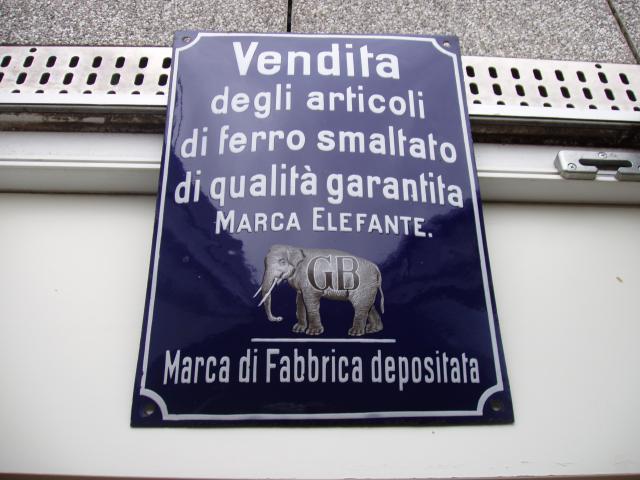 Vendita
degli articoli
di ferro smaltato
di qualità garantita
MARCA ELEFANTE.
GB
Marca di Fabbrica depositata